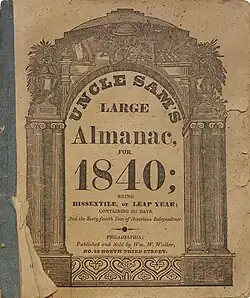 UNCLE SAM'S
LARGE
Almanac,
FOR
1840;
BEING
BISSEXTILE, OR LEAP YEAR;
CONTAINING 366 DAYS,
And the Sixty-fourth Year of American Independence.
PHILADELPHIA:
Published and Sold by Wm. W. Walker,
NO. 19 NORTH THIRD STREET.